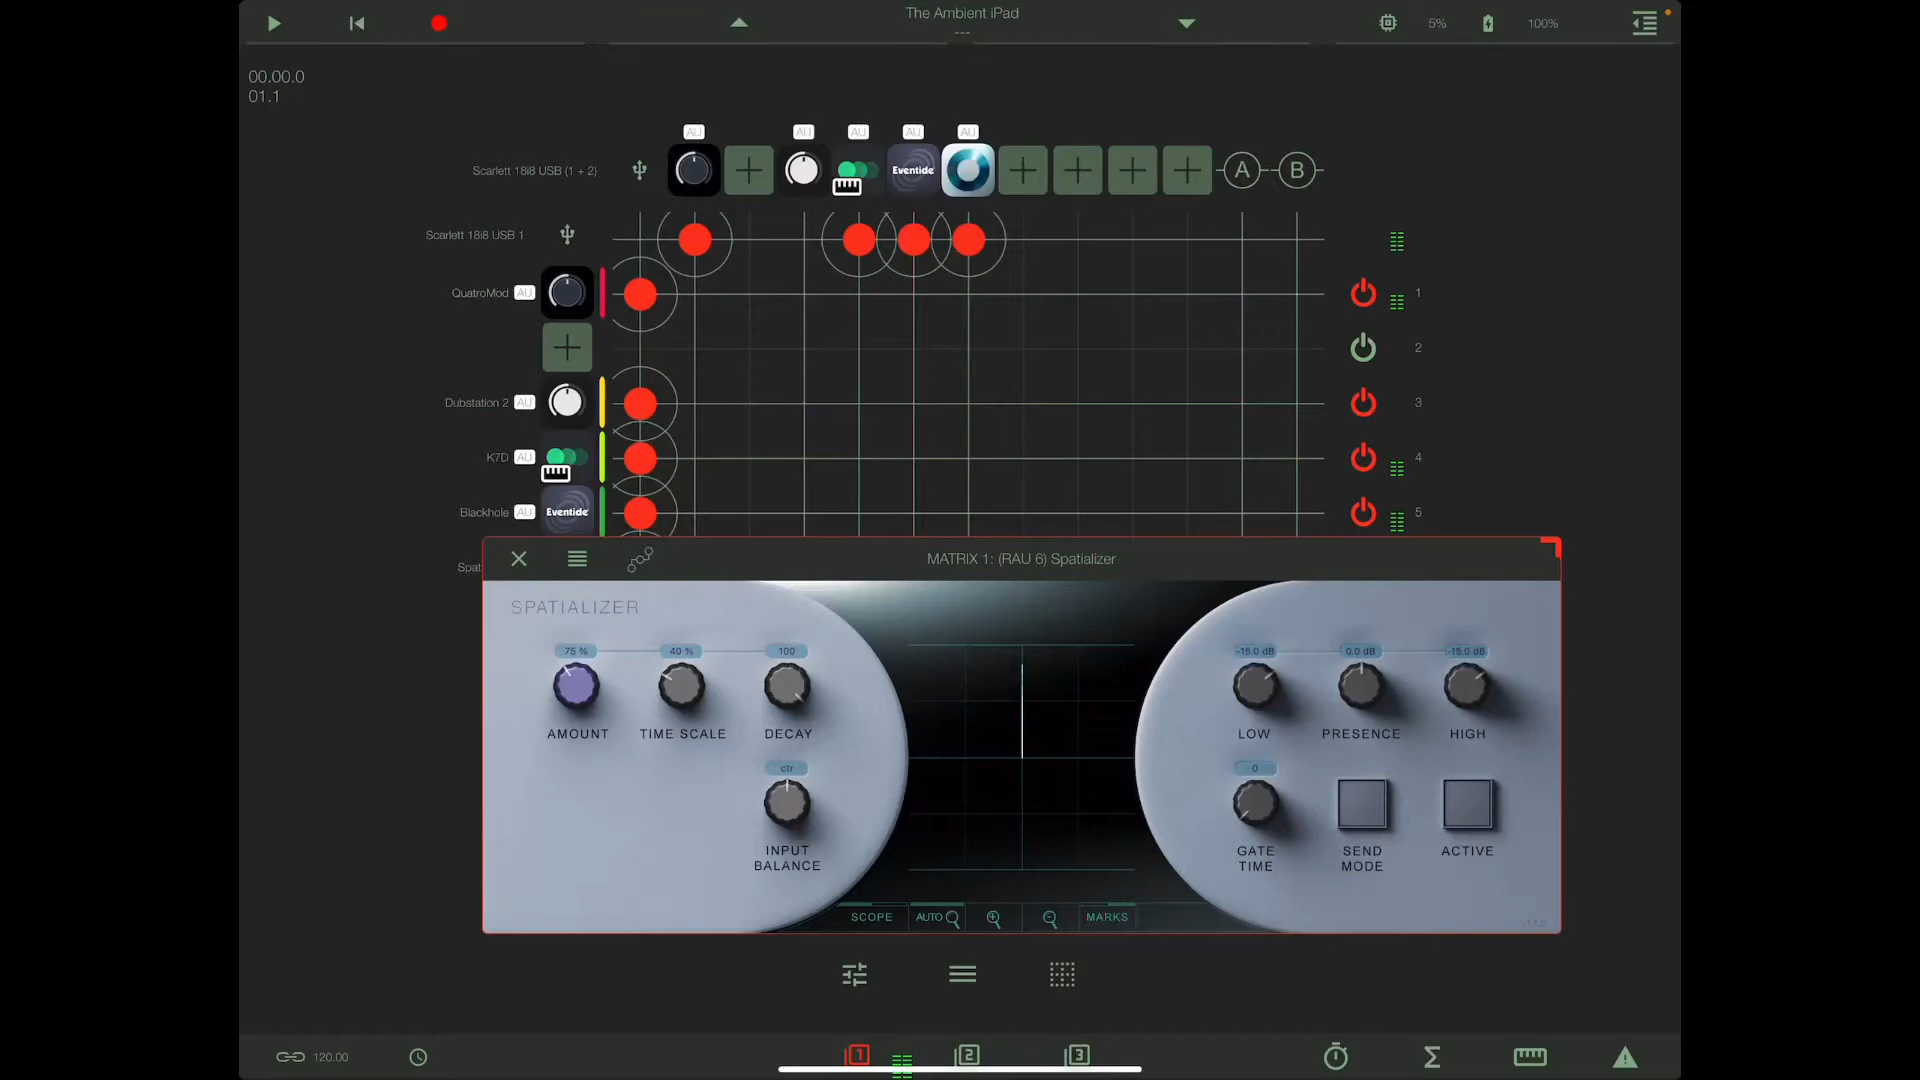 The Ambient iPad
---
5%
100%
00.00.0
01.1
AU AU AU AU AU
Scarlett 18i8 USB (1 + 2)
Eventide
A B
Scarlett 18i8 USB 1
QuatroMod AU
1
2
Dubstation 2 AU
3
K7D AU
4
Blackhole AU Eventide
5
Spat
MATRIX 1: (RAU 6) Spatializer
SPATIALIZER
75 % 40 % 100
-15.0 dB 0.0 dB -15.0 dB
AMOUNT TIME SCALE DECAY
LOW PRESENCE HIGH
ctr
0
INPUT BALANCE
GATE TIME
SEND MODE
ACTIVE
SCOPE AUTO MARKS
120.00
1 2 3